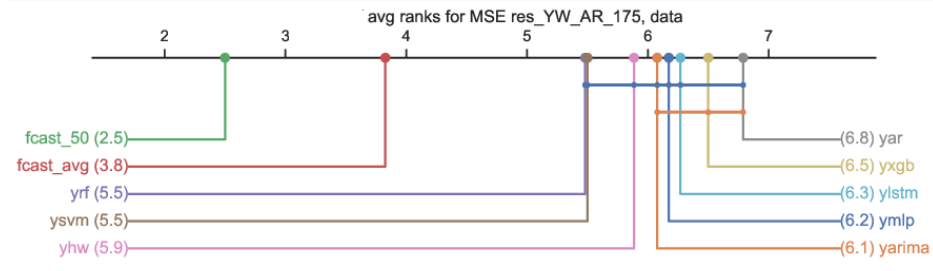 avg ranks for MSE res_YW_AR_175, data
2 3 4 5 6 7
fcast_50 (2.5) (6.8) yar
fcast_avg (3.8) (6.5) yxgb
yrf (5.5) (6.3) ylstm
ysvm (5.5) (6.2) ymlp
yhw (5.9) (6.1) yarima